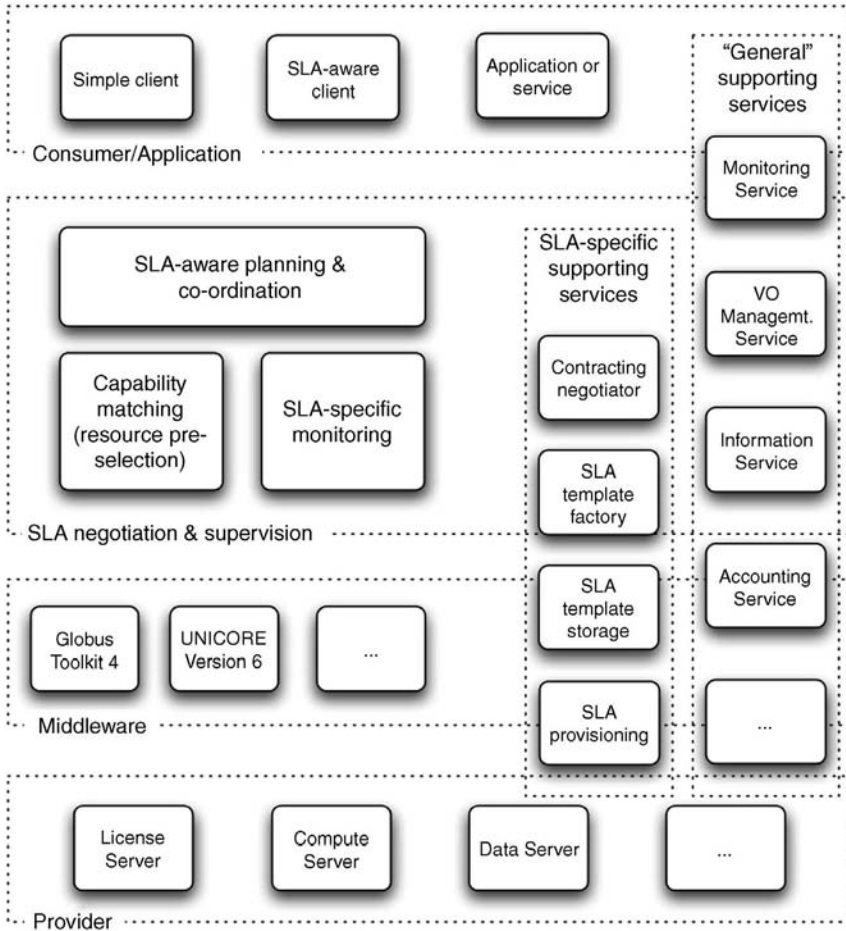 Simple client
SLA-aware
client
Application or
service
Consumer/Application
“General”
supporting
services
Monitoring
Service
VO
Managemt.
Service
Information
Service
Accounting
Service
...
SLA-aware planning &
co-ordination
Capability
matching
(resource pre-
selection)
SLA-specific
monitoring
SLA-specific
supporting
services
Contracting
negotiator
SLA
template
factory
SLA
template
storage
SLA
provisioning
SLA negotiation & supervision
Globus
Toolkit 4
UNICORE
Version 6
...
Middleware
License
Server
Compute
Server
Data Server
...
Provider